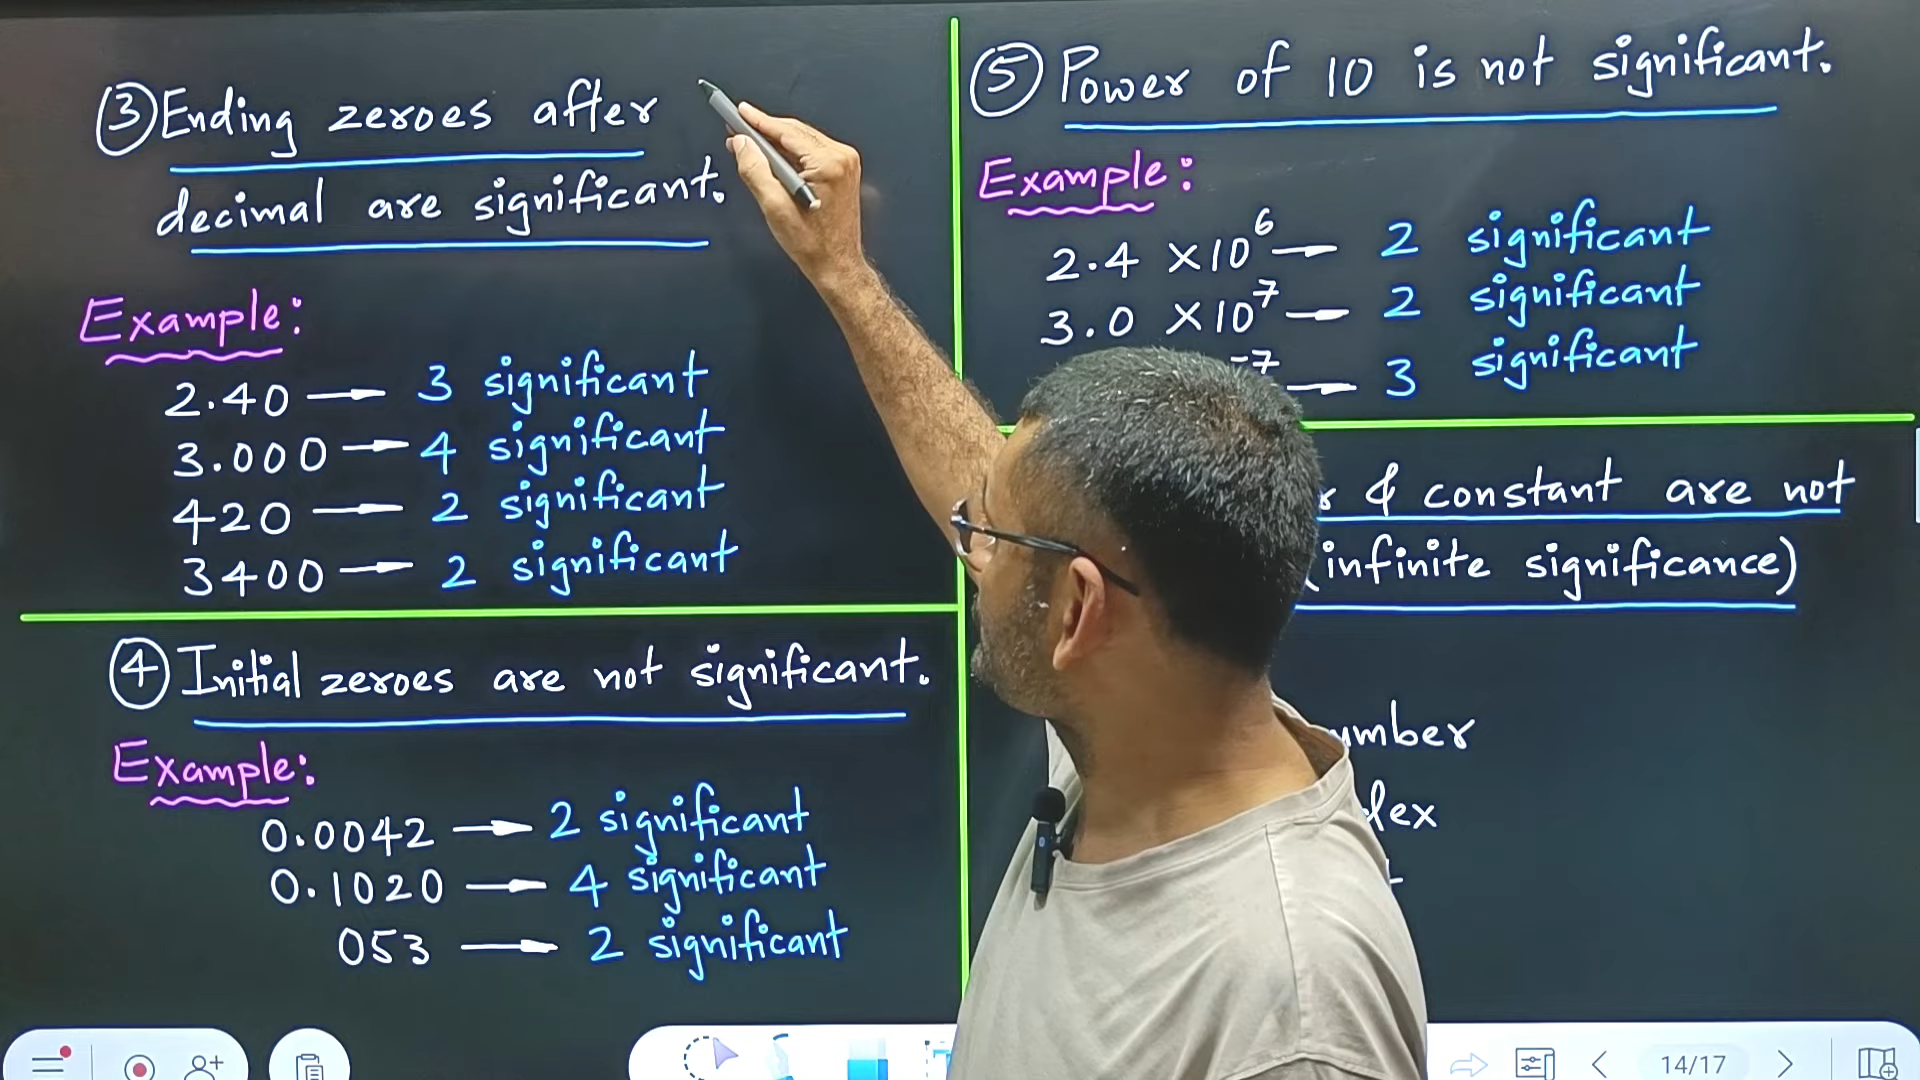 ③ Ending zeroes after
decimal are significant.
Example:
2.40 → 3 significant
3.000 → 4 significant
420 → 2 significant
3400 → 2 significant
④ Initial zeroes are not significant.
Example:
0.0042 → 2 significant
0.1020 → 4 significant
053 → 2 significant
⑤ Power of 10 is not significant.
Example:
2.4 ×10⁶ → 2 significant
3.0 ×10⁷ → 2 significant
⁻⁷ → 3 significant
& constant are not
(infinite significance)
14/17